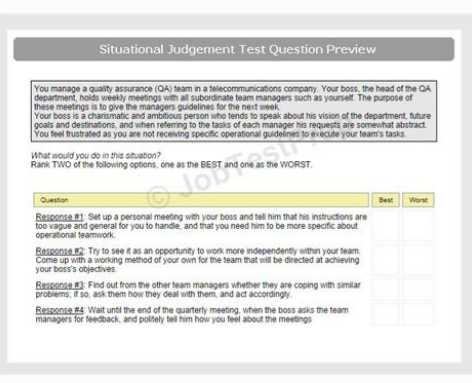 Situational Judgement Test Question Preview
You manage a quality assurance (QA) team in a telecommunications company. Your boss, the head of the QA
department, holds weekly meetings with all subordinate team managers such as yourself. The purpose of
these meetings is to give the managers guidelines for the next week.
Your boss is a charismatic and ambitious person who tends to speak about his vision of the department, future
goals and destinations, and when referring to the tasks of each manager his requests are somewhat abstract.
You feel frustrated as you are not receiving specific operational guidelines to execute your team's tasks.
What would you do in this situation?
Rank TWO of the following options, one as the BEST and one as the WORST.
© JobTestPrep
Question Best Worst
Response #1: Set up a personal meeting with your boss and tell him that his instructions are
too vague and general for you to handle, and that you need him to be more specific about
operational teamwork.
Response #2: Try to see it as an opportunity to work more independently within your team.
Come up with a working method of your own for the team that will be directed at achieving
your boss's objectives.
Response #3: Find out from the other team managers whether they are coping with similar
problems; if so, ask them how they deal with them, and act accordingly.
Response #4: Wait until the end of the quarterly meeting, when the boss asks the team
managers for feedback, and politely tell him how you feel about the meetings